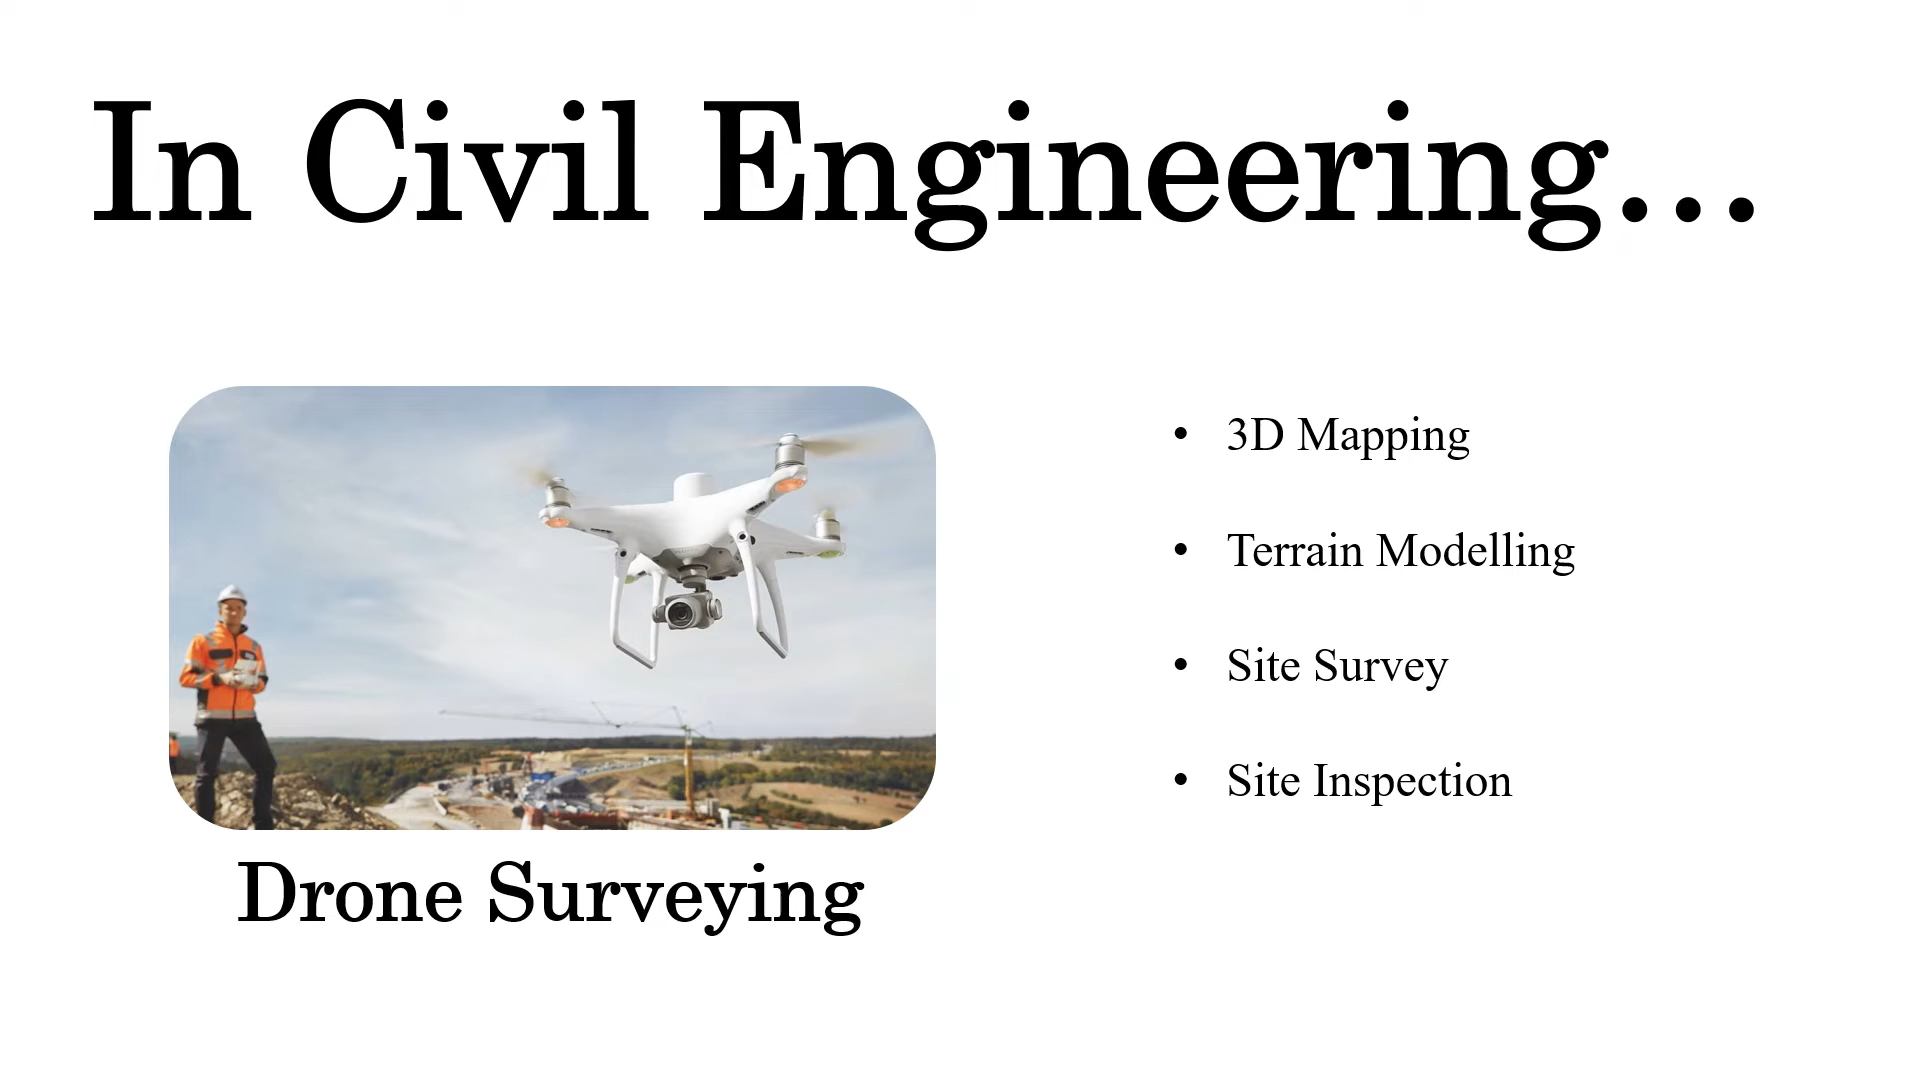 In Civil Engineering...
• 3D Mapping
• Terrain Modelling
• Site Survey
• Site Inspection
Drone Surveying